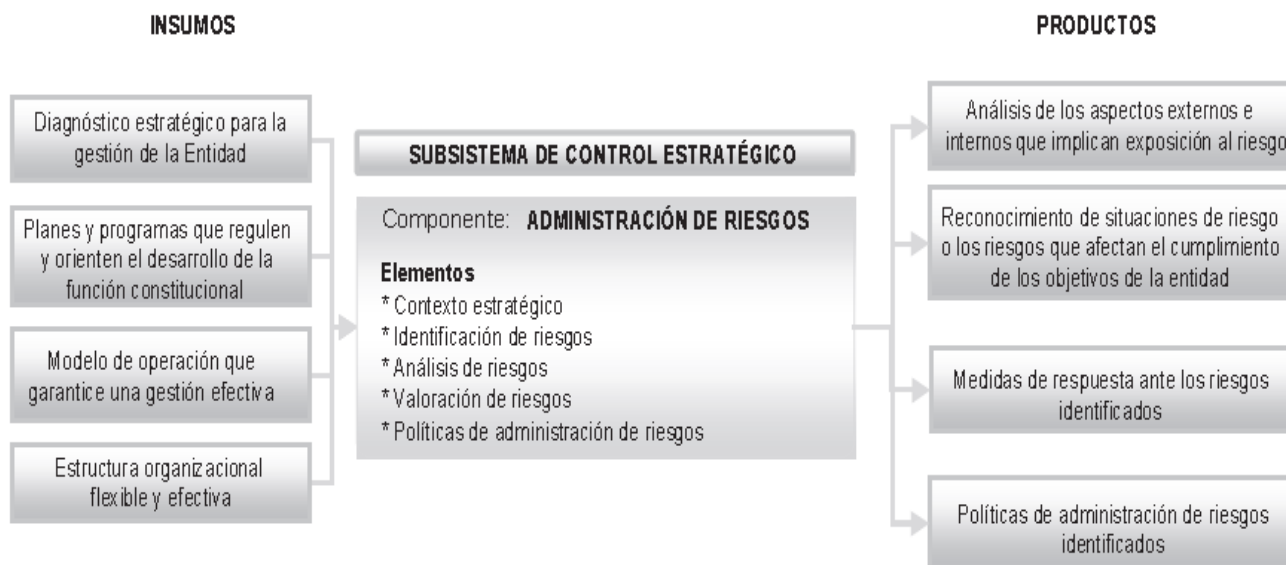 INSUMOS
Diagnóstico estratégico para la
gestión de la Entidad
Planes y programas que regulen
y orienten el desarrollo de la
función constitucional
Modelo de operación que
garantice una gestión efectiva
Estructura organizacional
flexible y efectiva
SUBSISTEMA DE CONTROL ESTRATÉGICO
Componente: ADMINISTRACIÓN DE RIESGOS
Elementos
* Contexto estratégico
* Identificación de riesgos
* Análisis de riesgos
* Valoración de riesgos
* Políticas de administración de riesgos
PRODUCTOS
Análisis de los aspectos externos e
internos que implican exposición al riesgo
Reconocimiento de situaciones de riesgo
o los riesgos que afectan el cumplimiento
de los objetivos de la entidad
Medidas de respuesta ante los riesgos
identificados
Políticas de administración de riesgos
identificados